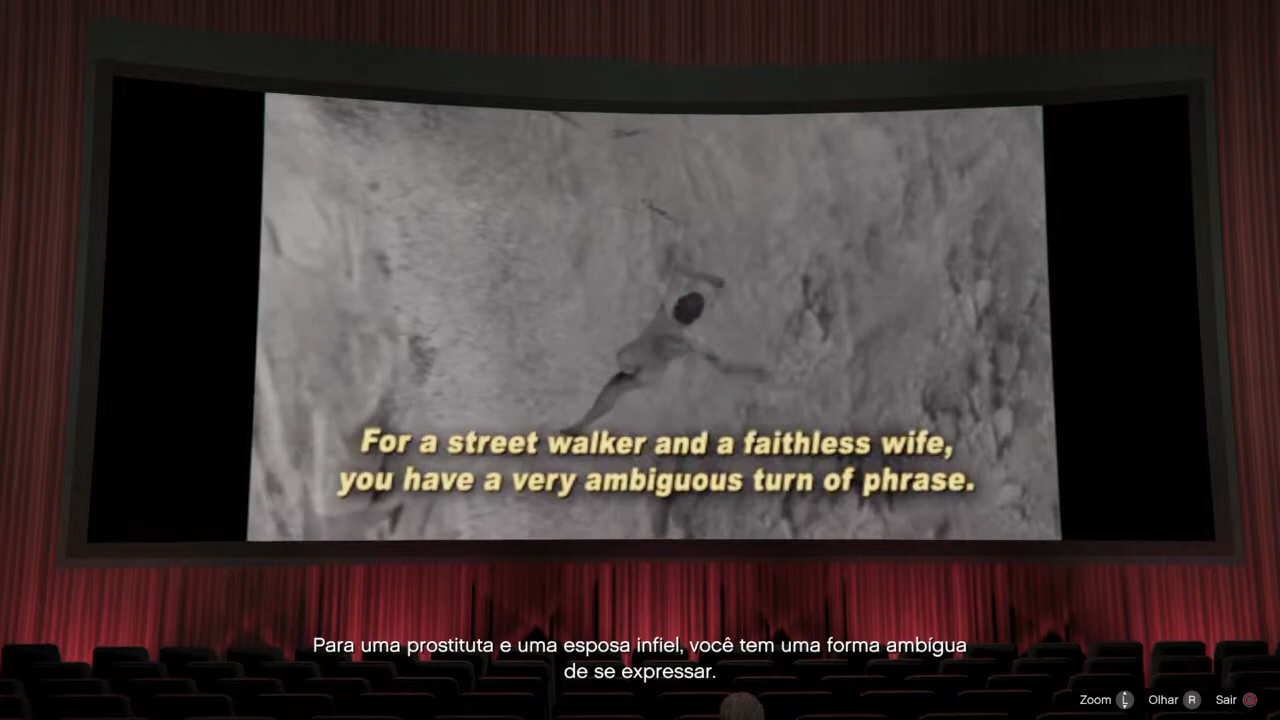 For a street walker and a faithless wife,
you have a very ambiguous turn of phrase.
Para uma prostituta e uma esposa infiel, você tem uma forma ambígua
de se expressar.
Zoom L Olhar R Sair